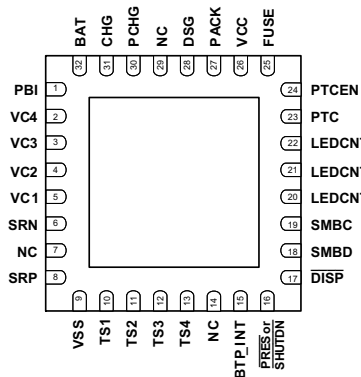 BAT CHG PCHG NC DSG PACK VCC FUSE
32 31 30 29 28 27 26 25
PBI 1 24 PTCEN
VC4 2 23 PTC
VC3 3 22 LEDCNT
VC2 4 21 LEDCNT
VC1 5 20 LEDCNT
SRN 6 19 SMBC
NC 7 18 SMBD
SRP 8 17 DISP
9 10 11 12 13 14 15 16
VSS TS1 TS2 TS3 TS4 NC BTP_INT PRES or
SHUTDN